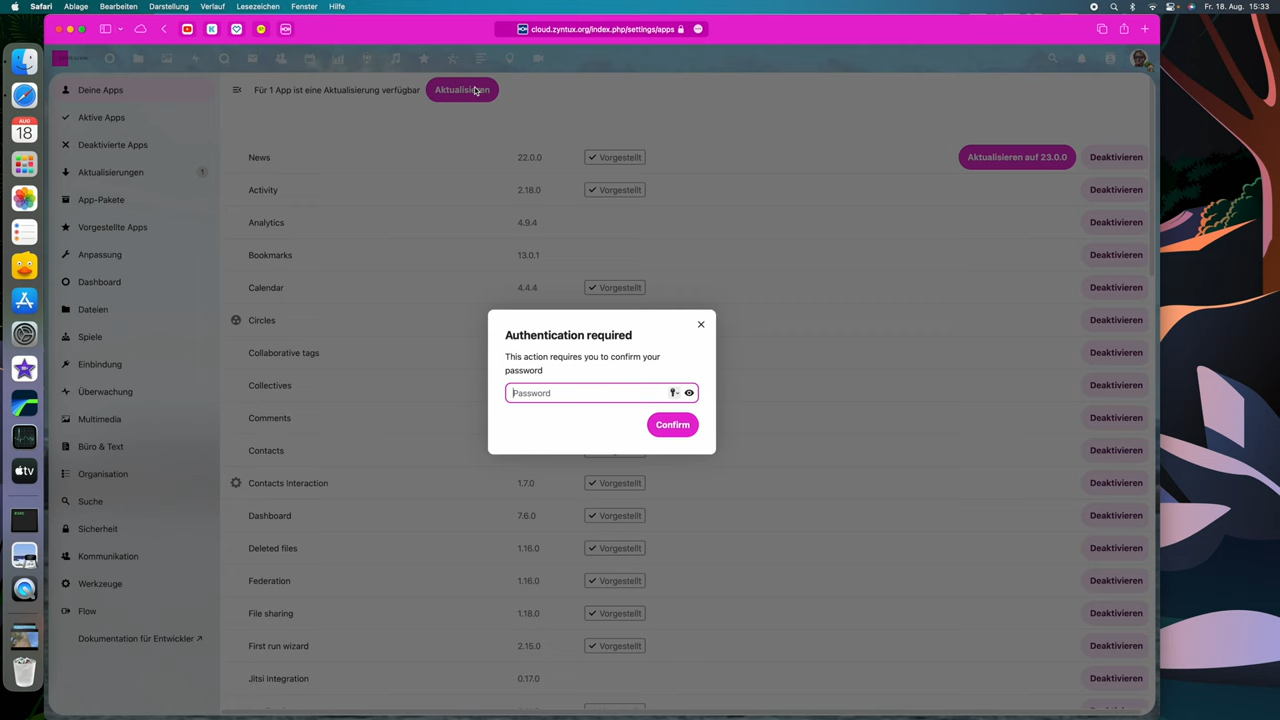 Safari Ablage Bearbeiten Darstellung Verlauf Lesezeichen Fenster Hilfe Fr. 18. Aug. 15:33
cloud.zyntux.org/index.php/settings/apps
Deine Apps
Für 1 App ist eine Aktualisierung verfügbar Aktualisieren
Aktive Apps
Deaktivierte Apps
Aktualisierungen 1
App-Pakete
Vorgestellte Apps
Anpassung
Dashboard
Dateien
Spiele
Einbindung
Überwachung
Multimedia
Büro & Text
Organisation
Suche
Sicherheit
Kommunikation
Werkzeuge
Flow
Dokumentation für Entwickler ↗
News 22.0.0 Vorgestellt Aktualisieren auf 23.0.0 Deaktivieren
Activity 2.18.0 Vorgestellt Deaktivieren
Analytics 4.9.4 Deaktivieren
Bookmarks 13.0.1 Deaktivieren
Calendar 4.4.4 Vorgestellt Deaktivieren
Circles Deaktivieren
Collaborative tags Deaktivieren
Collectives Deaktivieren
Comments Deaktivieren
Contacts Deaktivieren
Contacts Interaction 1.7.0 Vorgestellt Deaktivieren
Dashboard 7.6.0 Vorgestellt Deaktivieren
Deleted files 1.16.0 Vorgestellt Deaktivieren
Federation 1.16.0 Vorgestellt Deaktivieren
File sharing 1.18.0 Vorgestellt Deaktivieren
First run wizard 2.15.0 Vorgestellt Deaktivieren
Jitsi Integration 0.17.0 Deaktivieren
Authentication required
This action requires you to confirm your
password
Password
Confirm
AUG
18
tv